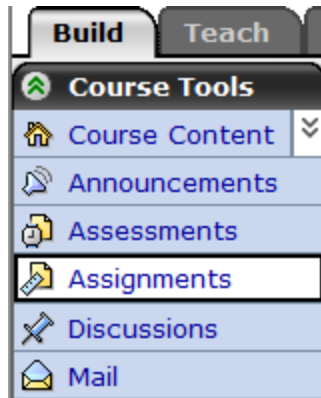 Build Teach
Course Tools
Course Content
Announcements
Assessments
Assignments
Discussions
Mail